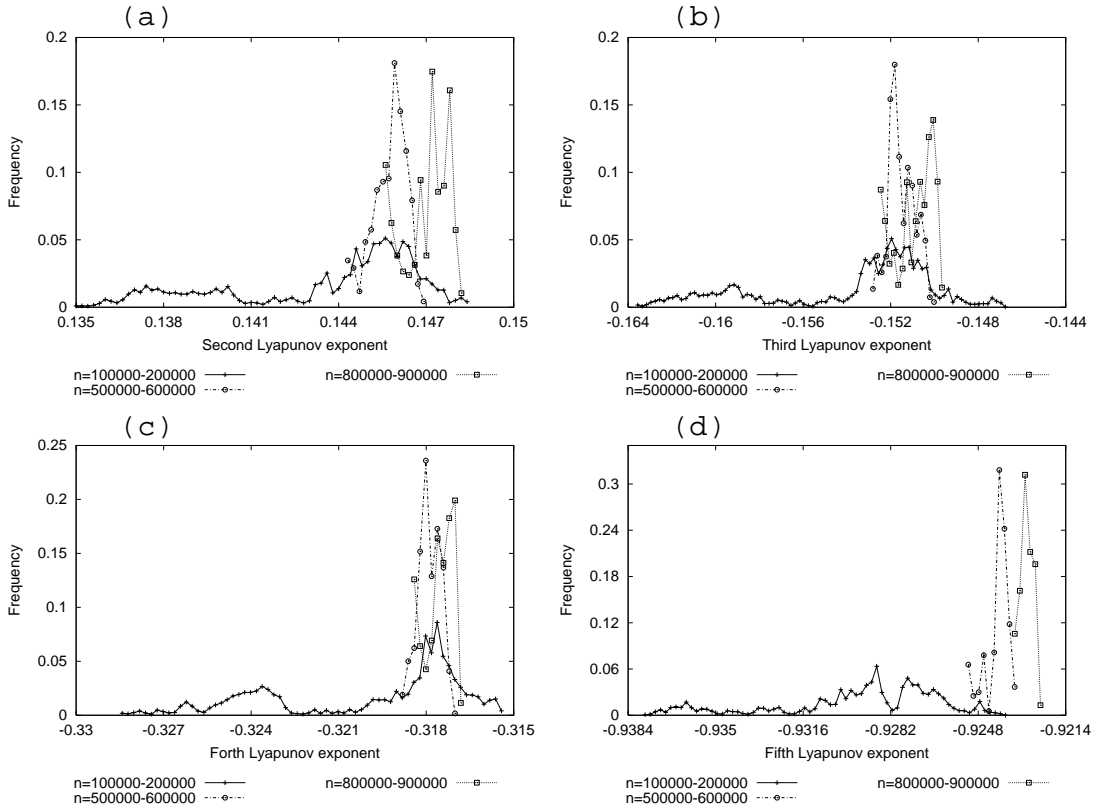 (a)
0.2
0.15
0.1
0.05
0
Frequency
0.135 0.138 0.141 0.144 0.147 0.15
Second Lyapunov exponent
n=100000-200000 n=800000-900000
n=500000-600000
(b)
0.2
0.15
0.1
0.05
0
Frequency
-0.164 -0.16 -0.156 -0.152 -0.148 -0.144
Third Lyapunov exponent
n=100000-200000 n=800000-900000
n=500000-600000
(c)
0.25
0.2
0.15
0.1
0.05
0
Frequency
-0.33 -0.327 -0.324 -0.321 -0.318 -0.315
Forth Lyapunov exponent
n=100000-200000 n=800000-900000
n=500000-600000
(d)
0.3
0.24
0.18
0.12
0.06
0
Frequency
-0.9384 -0.935 -0.9316 -0.9282 -0.9248 -0.9214
Fifth Lyapunov exponent
n=100000-200000 n=800000-900000
n=500000-600000